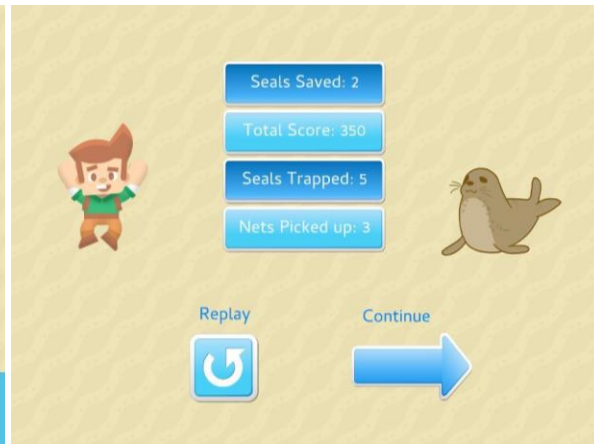 Seals Saved: 2
Total Score: 350
Seals Trapped: 5
Nets Picked up: 3
Replay
Continue